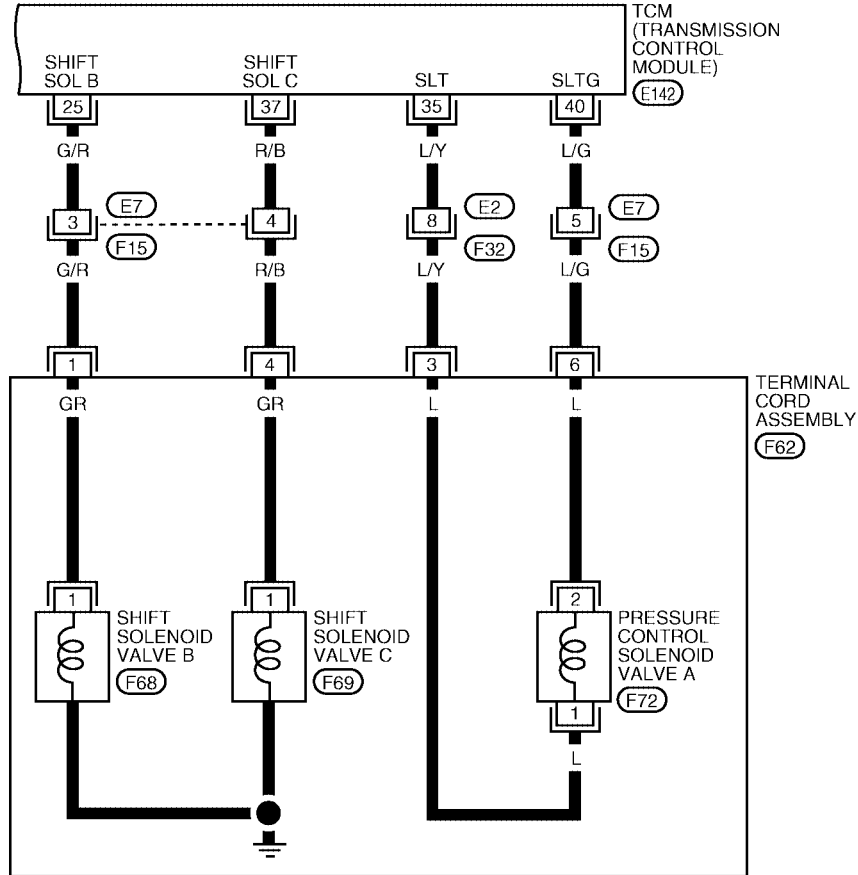 TCM
(TRANSMISSION
CONTROL
MODULE)
E142
SHIFT
SOL B
SHIFT
SOL C
SLT
SLTG
25
37
35
40
G/R
R/B
L/Y
L/G
3
E7
F15
4
8
E2
F32
5
E7
F15
G/R
R/B
L/Y
L/G
1
4
3
6
TERMINAL
CORD
ASSEMBLY
F62
GR
GR
L
L
1
SHIFT
SOLENOID
VALVE B
F68
1
SHIFT
SOLENOID
VALVE C
F69
2
PRESSURE
CONTROL
SOLENOID
VALVE A
F72
1
L